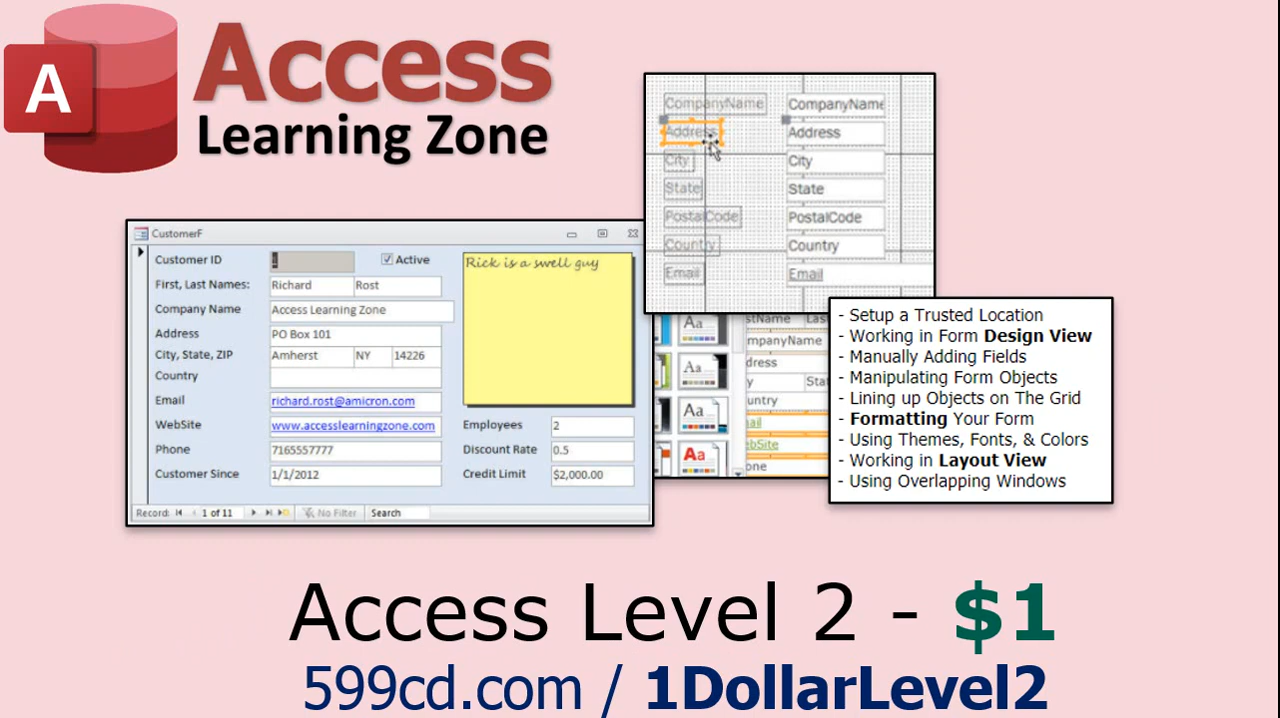 A
Access
Learning Zone
CustomerF
Customer ID
Active
First, Last Names: Richard Rost
Company Name Access Learning Zone
Address PO Box 101
City, State, ZIP Amherst NY 14226
Country
Email richard.rost@amicron.com
WebSite www.accesslearningzone.com
Phone 7165557777
Customer Since 1/1/2012
Rick is a swell guy
Employees 2
Discount Rate 0.5
Credit Limit $2,000.00
Record: 1 of 11 No Filter Search
CompanyName CompanyName
Address Address
City City
State State
PostalCode PostalCode
Country Country
Email Email
Aa
Aa
Aa
Aa
- Setup a Trusted Location
- Working in Form Design View
- Manually Adding Fields
- Manipulating Form Objects
- Lining up Objects on The Grid
- Formatting Your Form
- Using Themes, Fonts, & Colors
- Working in Layout View
- Using Overlapping Windows
Access Level 2 - $1
599cd.com / 1DollarLevel2